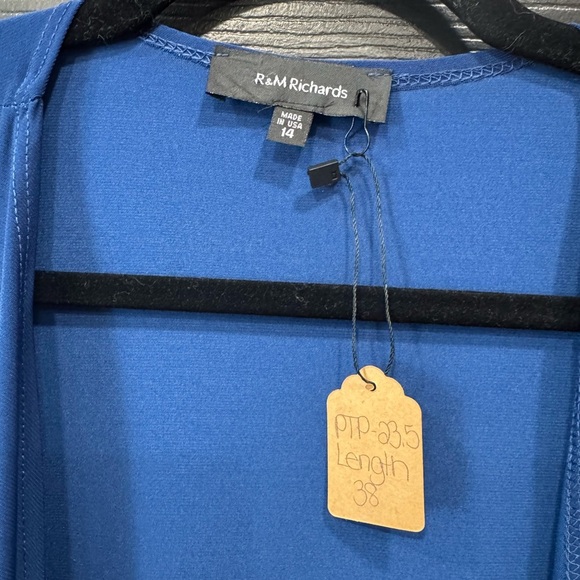 R&M Richards
MADE
IN USA
14
PTP-23.5
Length
38